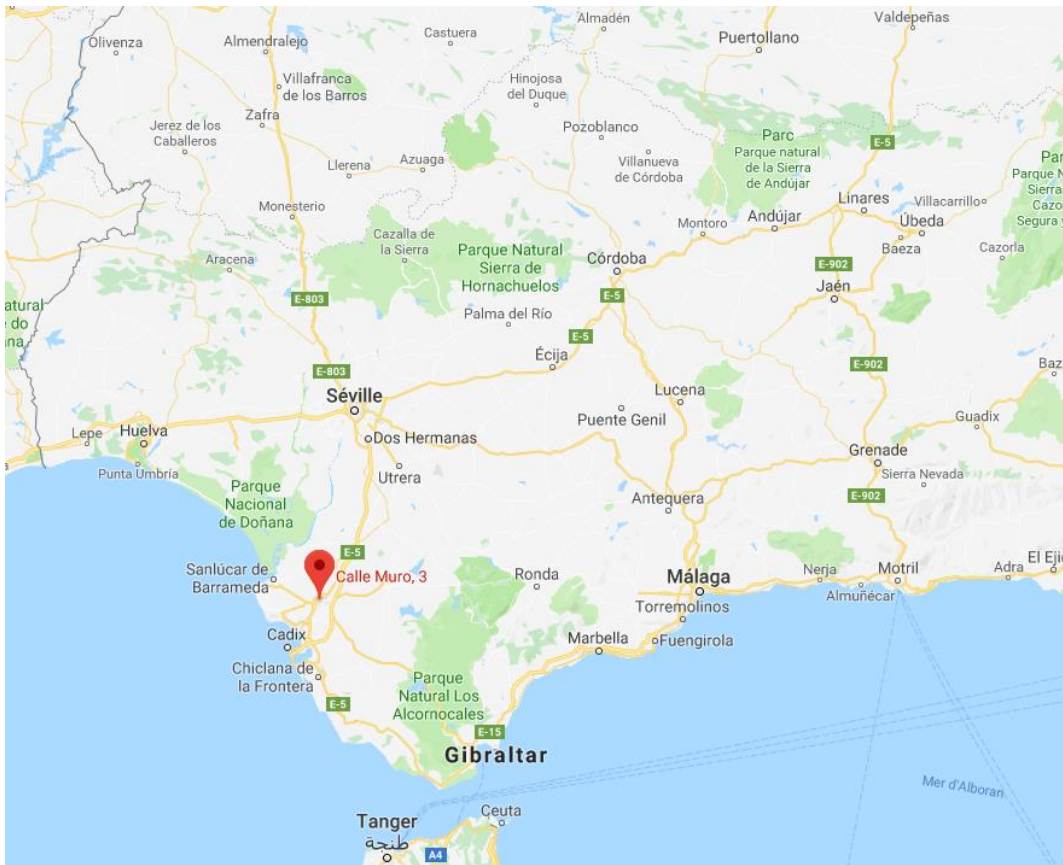 Olivenza
Almendralejo
Castuera
Almadén
Puertollano
Valdepeñas
Villafranca
de los Barros
Hinojosa
del Duque
Zafra
Jerez de los
Caballeros
Llerena
Azuaga
Pozoblanco
Villanueva
de Córdoba
Parc
Parque natural
de la Sierra
de Andújar
E-5
Linares
Villacarrillo
Úbeda
Baeza
Cazorla
Monesterio
Cazalla de
la Sierra
Parque Natural
Sierra de
Hornachuelos
Montoro
Andújar
Aracena
Córdoba
E-902
Jaén
E-803
E-5
Palma del Río
E-5
Écija
E-803
Séville
Lucena
Puente Genil
E-902
Guadix
Lepe
Huelva
Dos Hermanas
Punta Umbría
Utrera
Grenade
Sierra Nevada
Parque
Nacional
de Doñana
Antequera
E-902
E-5
Sanlúcar de
Barrameda
Calle Muro, 3
Ronda
Málaga
Torremolinos
Nerja
Almuñécar
Motril
Adra
Cadix
Chiclana de
la Frontera
Marbella
Fuengirola
Parque
Natural Los
Alcornocales
E-5
E-15
Gibraltar
Mer d'Alboran
Tanger
طنجة
Ceuta
A4